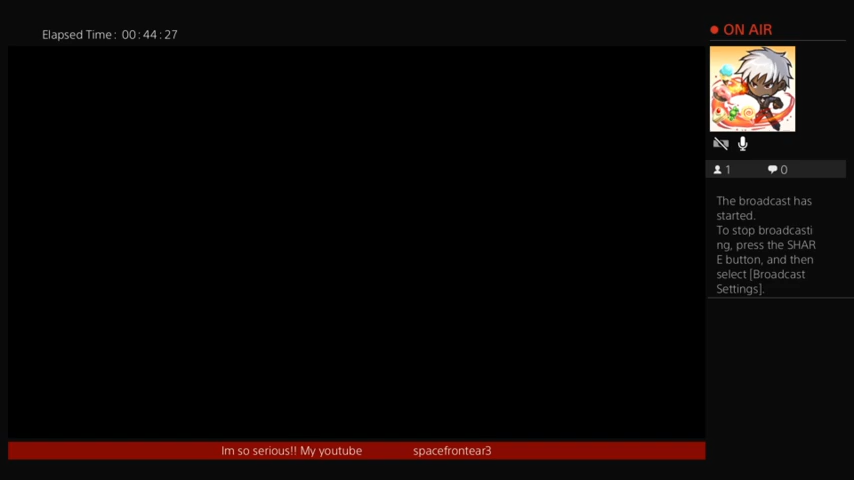 Elapsed Time: 00:44:27
ON AIR
1 0
The broadcast has
started.
To stop broadcasti
ng, press the SHAR
E button, and then
select [Broadcast
Settings].
Im so serious!! My youtube spacefrontear3